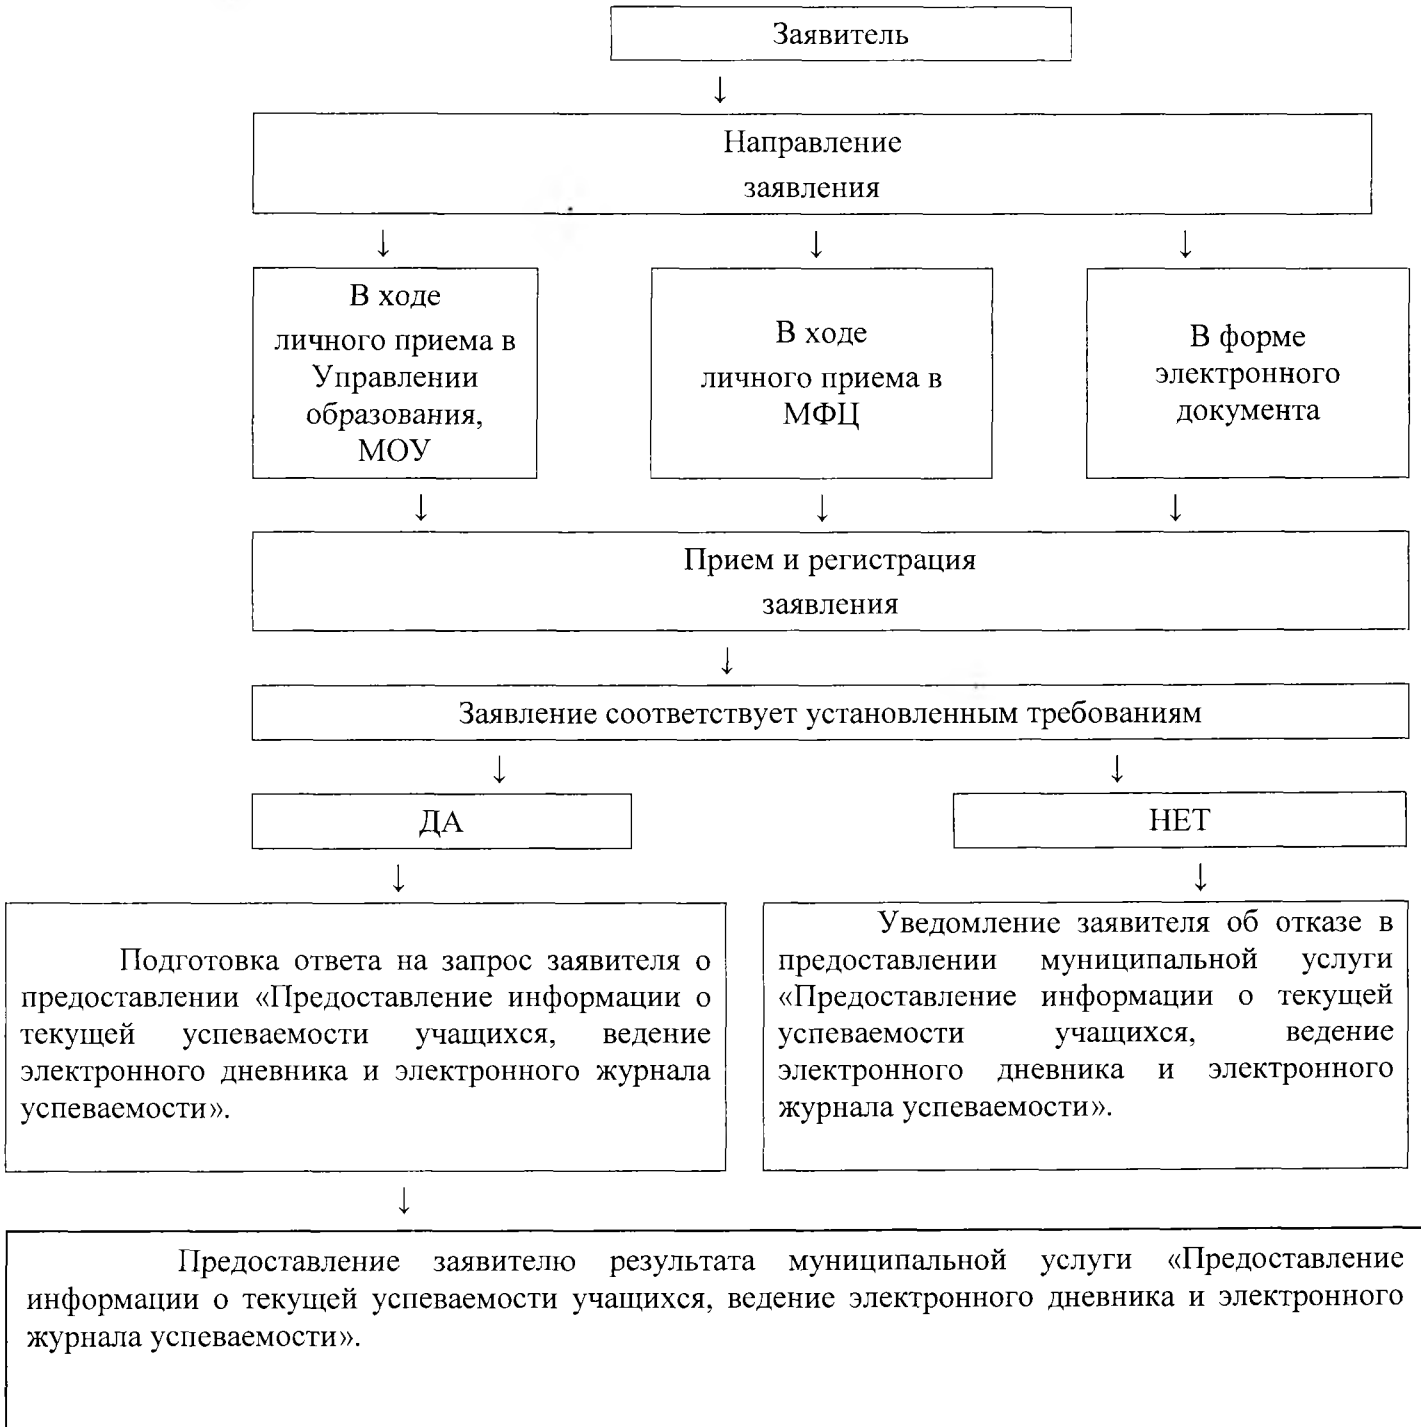 Заявитель
↓
Направление
заявления
↓ ↓ ↓
В ходе
личного приема в
Управлении
образования,
МОУ
В ходе
личного приема в
МФЦ
В форме
электронного
документа
↓ ↓ ↓
Прием и регистрация
заявления
↓
Заявление соответствует установленным требованиям
↓ ↓
ДА
НЕТ
↓ ↓
Подготовка ответа на запрос заявителя о
предоставлении «Предоставление информации о
текущей успеваемости учащихся, ведение
электронного дневника и электронного журнала
успеваемости».
Уведомление заявителя об отказе в
предоставлении муниципальной услуги
«Предоставление информации о текущей
успеваемости учащихся, ведение
электронного дневника и электронного
журнала успеваемости».
↓
Предоставление заявителю результата муниципальной услуги «Предоставление
информации о текущей успеваемости учащихся, ведение электронного дневника и электронного
журнала успеваемости».